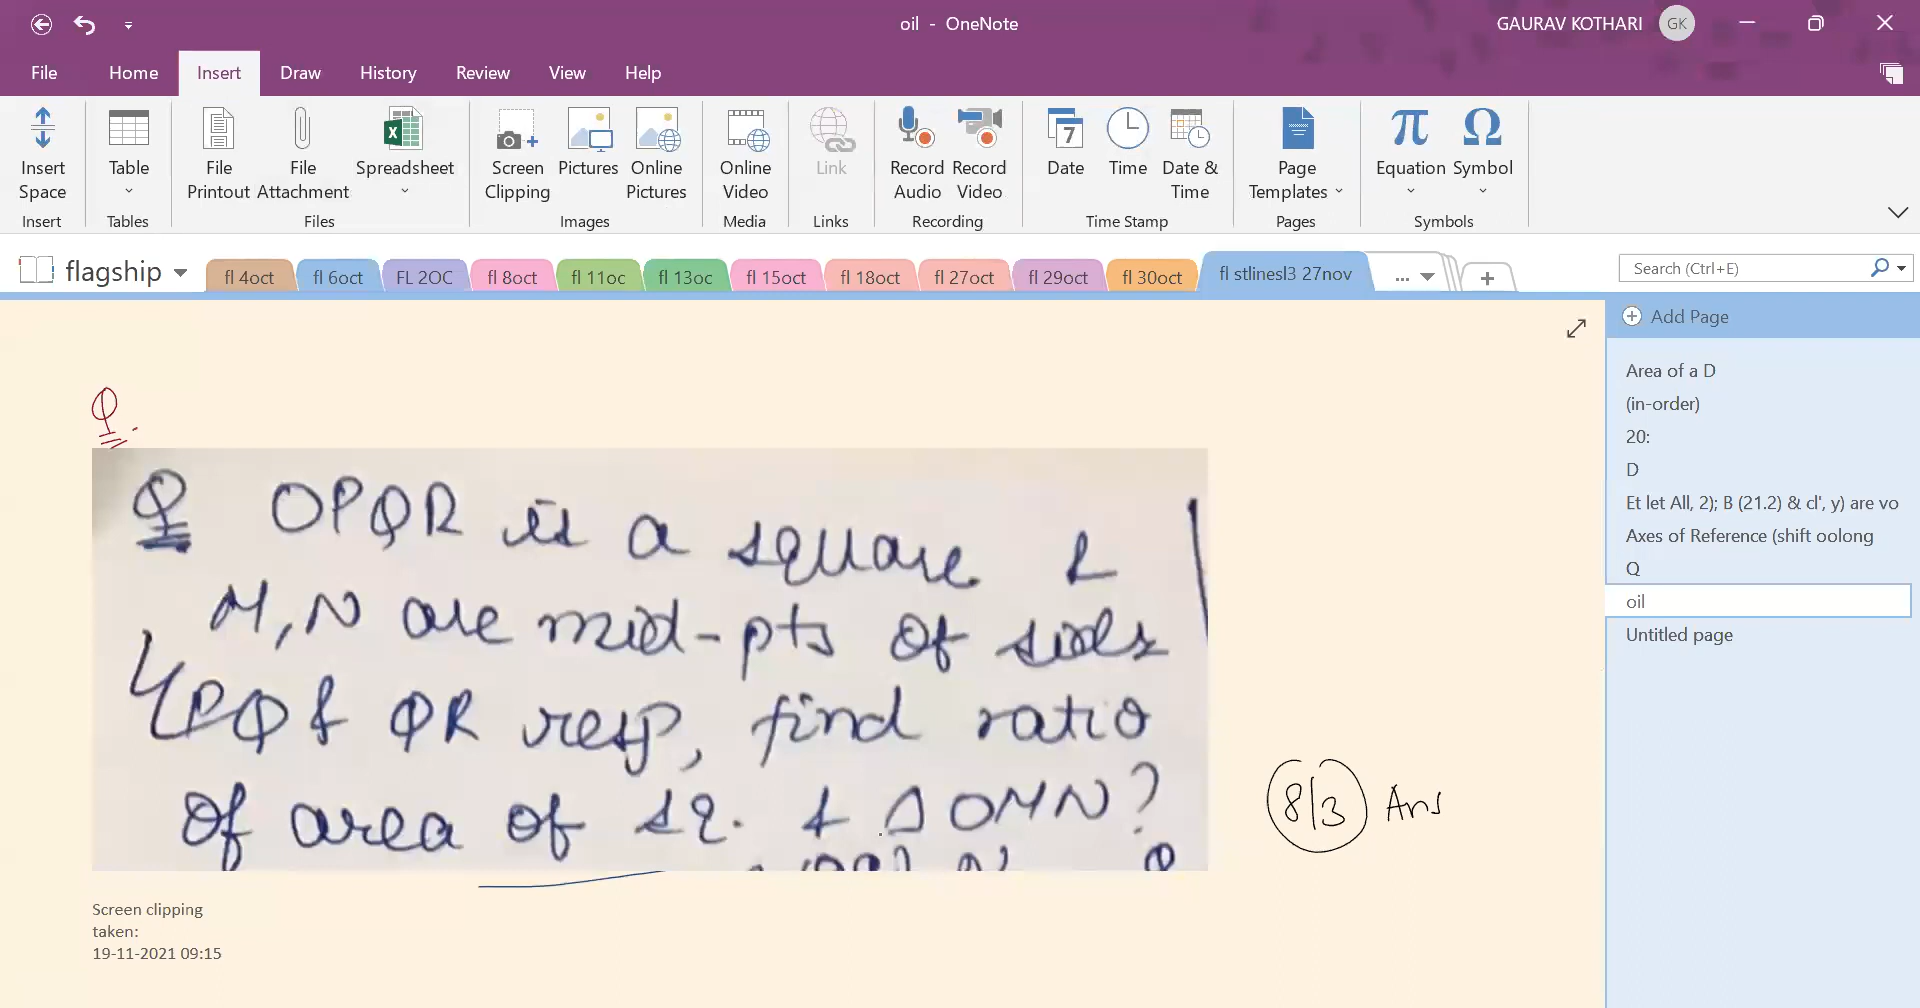 oil - OneNote
GAURAV KOTHARI
GK
File
Home
Insert
Draw
History
Review
View
Help
Insert Space
Table
File Printout
File Attachment
Spreadsheet
Screen Clipping
Pictures
Online Pictures
Online Video
Link
Record Audio
Record Video
7
Date
Time
Date & Time
Page Templates
π
Equation
Ω
Symbol
Insert
Tables
Files
Images
Media
Links
Recording
Time Stamp
Pages
Symbols
flagship
fl 4oct
fl 6oct
FL 2OC
fl 8oct
fl 11oc
fl 13oc
fl 15oct
fl 18oct
fl 27oct
fl 29oct
fl 30oct
fl stlinesl3 27nov
...
Search (Ctrl+E)
Add Page
Area of a D
(in-order)
20:
D
Et let All, 2); B (21.2) & cl', y) are vo
Axes of Reference (shift oolong
Q
oil
Untitled page
Q.
Q OPQR is a square &
M,N are mid-pts of sides
PQ & QR resp, find ratio
of area of sq. & Δ OMN?
8/3 Ans
Screen clipping
taken:
19-11-2021 09:15